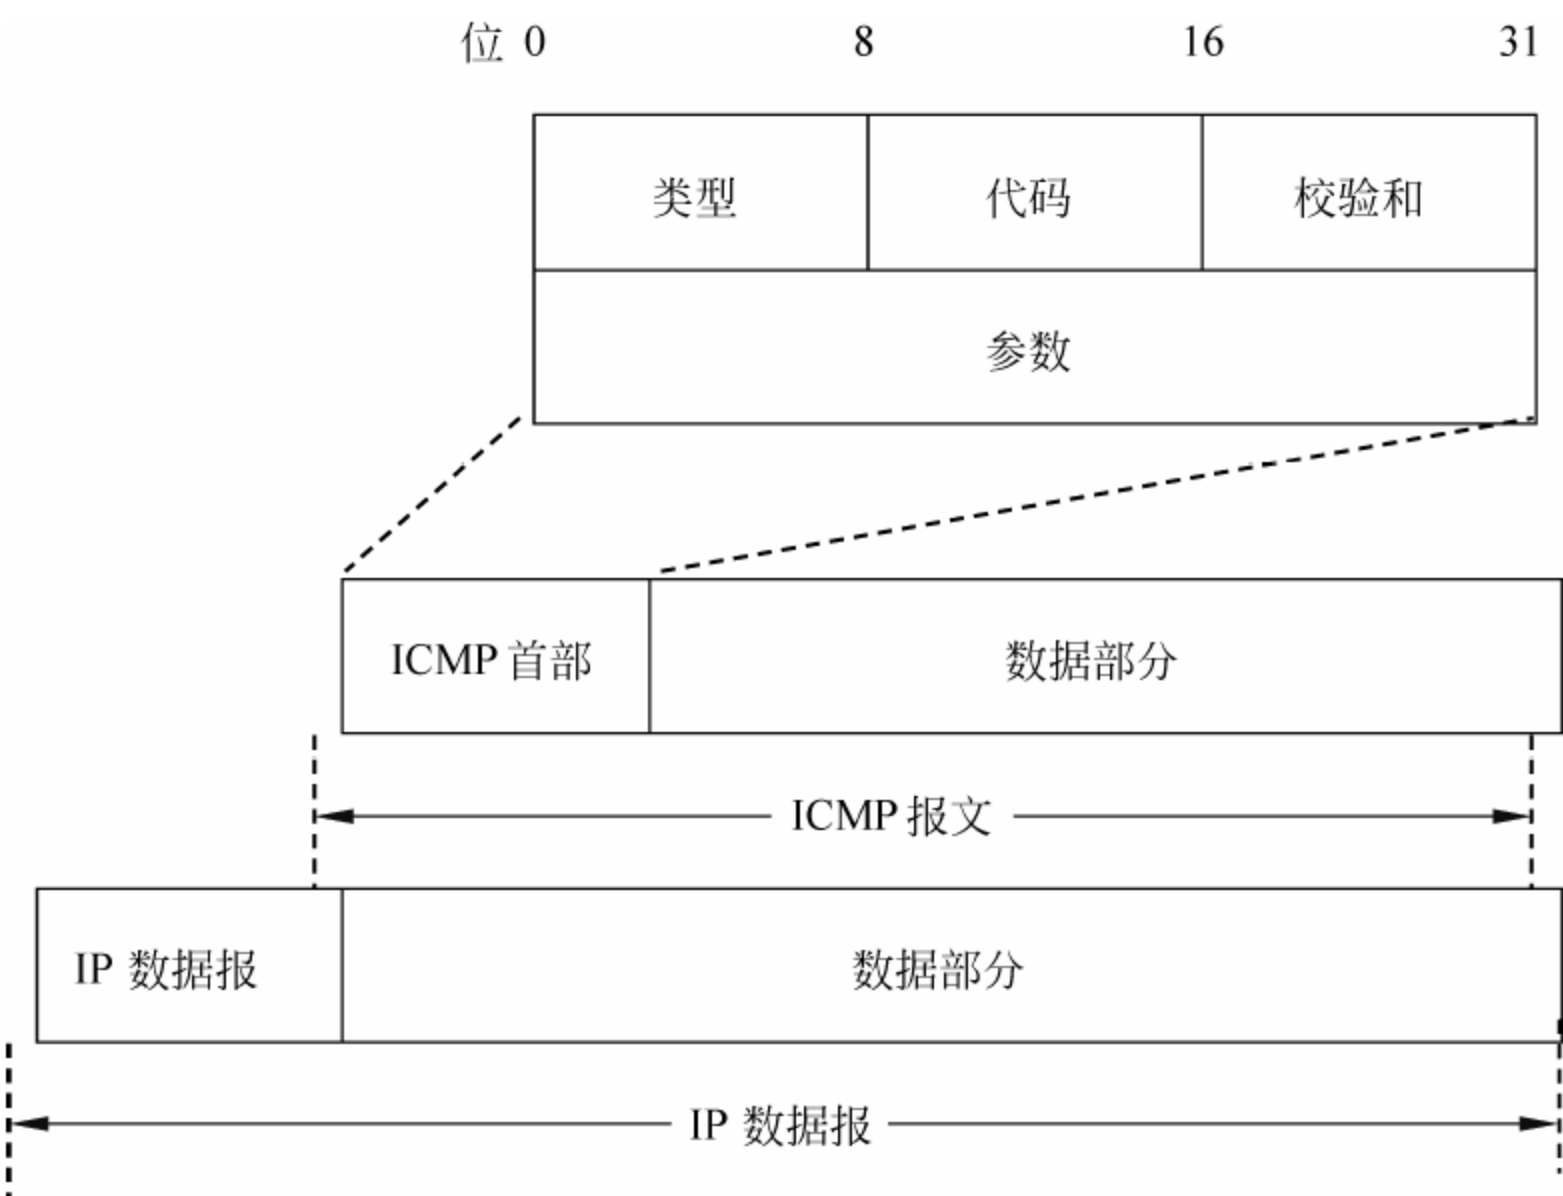 位 0 8 16 31
类型 代码 校验和
参数
ICMP 首部 数据部分
ICMP 报文
IP 数据报 数据部分
IP 数据报